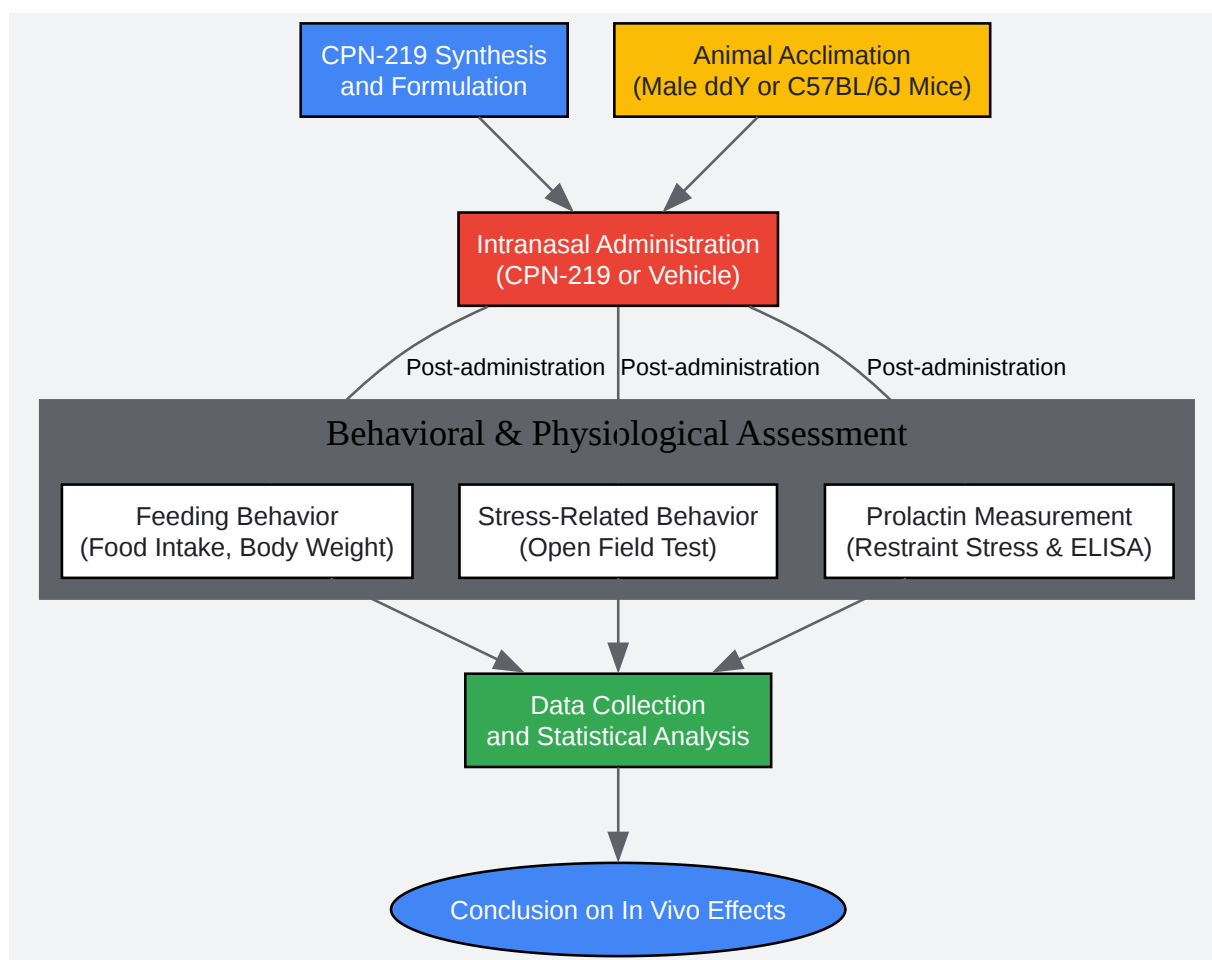 CPN-219 Synthesis
and Formulation
Animal Acclimation
(Male ddY or C57BL/6J Mice)
Intranasal Administration
(CPN-219 or Vehicle)
Post-administration
Post-administration
Post-administration
Behavioral & Physiological Assessment
Feeding Behavior
(Food Intake, Body Weight)
Stress-Related Behavior
(Open Field Test)
Prolactin Measurement
(Restraint Stress & ELISA)
Data Collection
and Statistical Analysis
Conclusion on In Vivo Effects